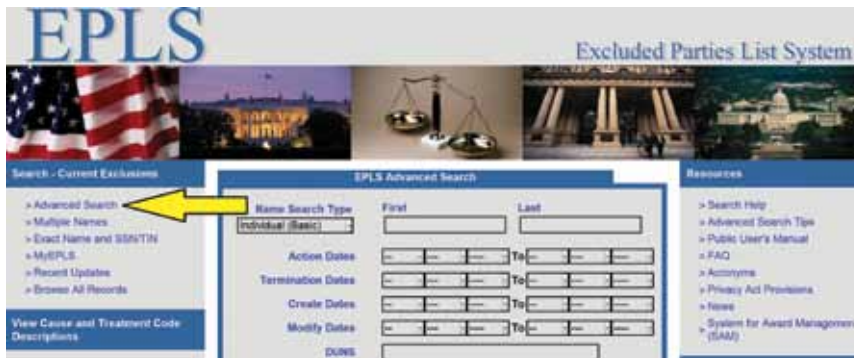 EPLS
Excluded Parties List System
Search - Current Exclusions
> Advanced Search
> Multiple Names
> Exact Name and SSN/TIN
> MyEPLS
> Recent Updates
> Browse All Records
View Cause and Treatment Code
Descriptions
EPLS Advanced Search
Name Search Type
First
Last
Individual (Basic)
Action Dates
To
Termination Dates
To
Create Dates
To
Modify Dates
To
DUNS
Resources
> Search Help
> Advanced Search Tips
> Public User's Manual
> FAQ
> Acronyms
> Privacy Act Provisions
> News
> System for Award Management
(SAM)